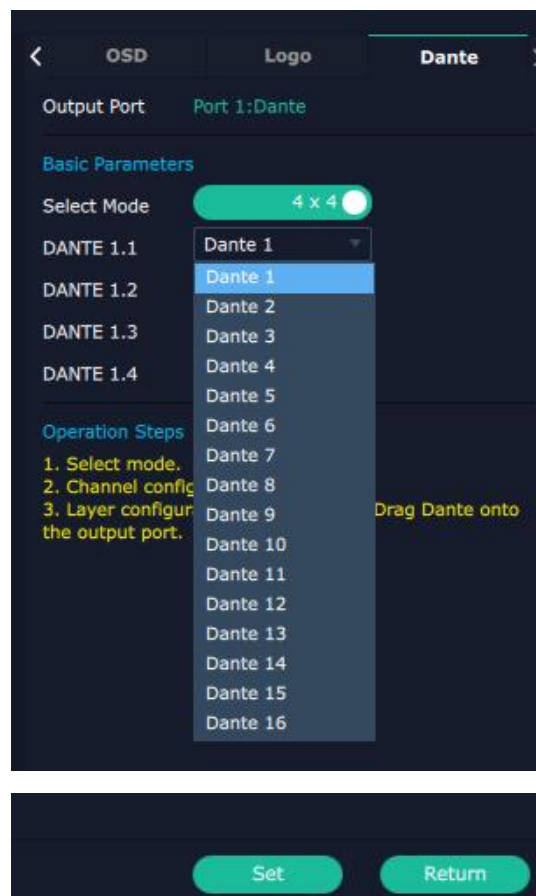 OSD Logo Dante
Output Port Port 1:Dante
Basic Parameters
Select Mode 4 x 4
DANTE 1.1 Dante 1
Dante 1
DANTE 1.2
Dante 2
DANTE 1.3
Dante 3
DANTE 1.4
Dante 4
Dante 5
Operation Steps
Dante 6
1. Select mode.
Dante 7
2. Channel config
Dante 8
3. Layer configur Drag Dante onto
Dante 9
the output port.
Dante 10
Dante 11
Dante 12
Dante 13
Dante 14
Dante 15
Dante 16
Set Return